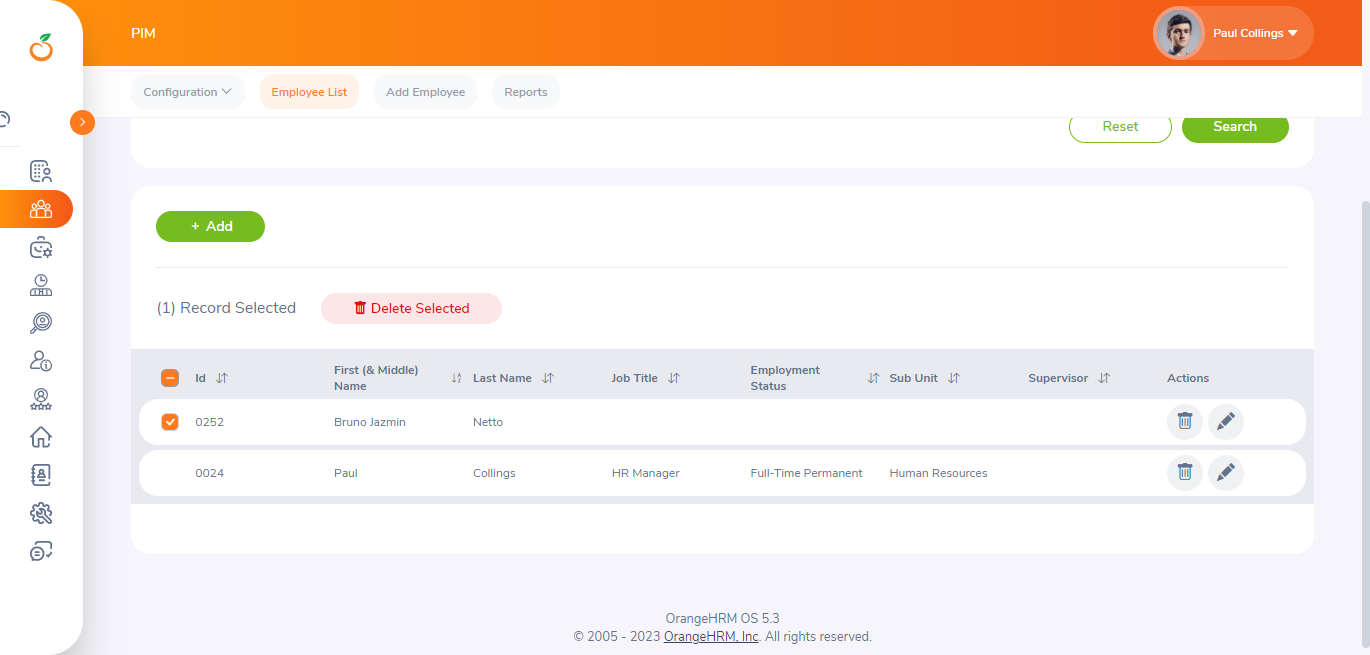 PIM
Paul Collings
Configuration
Employee List
Add Employee
Reports
Reset
Search
+ Add
(1) Record Selected
Delete Selected
Id
First (& Middle)
Name
Last Name
Job Title
Employment
Status
Sub Unit
Supervisor
Actions
0252
Bruno Jazmin
Netto
0024
Paul
Collings
HR Manager
Full-Time Permanent
Human Resources
OrangeHRM OS 5.3
© 2005 - 2023 OrangeHRM, Inc. All rights reserved.